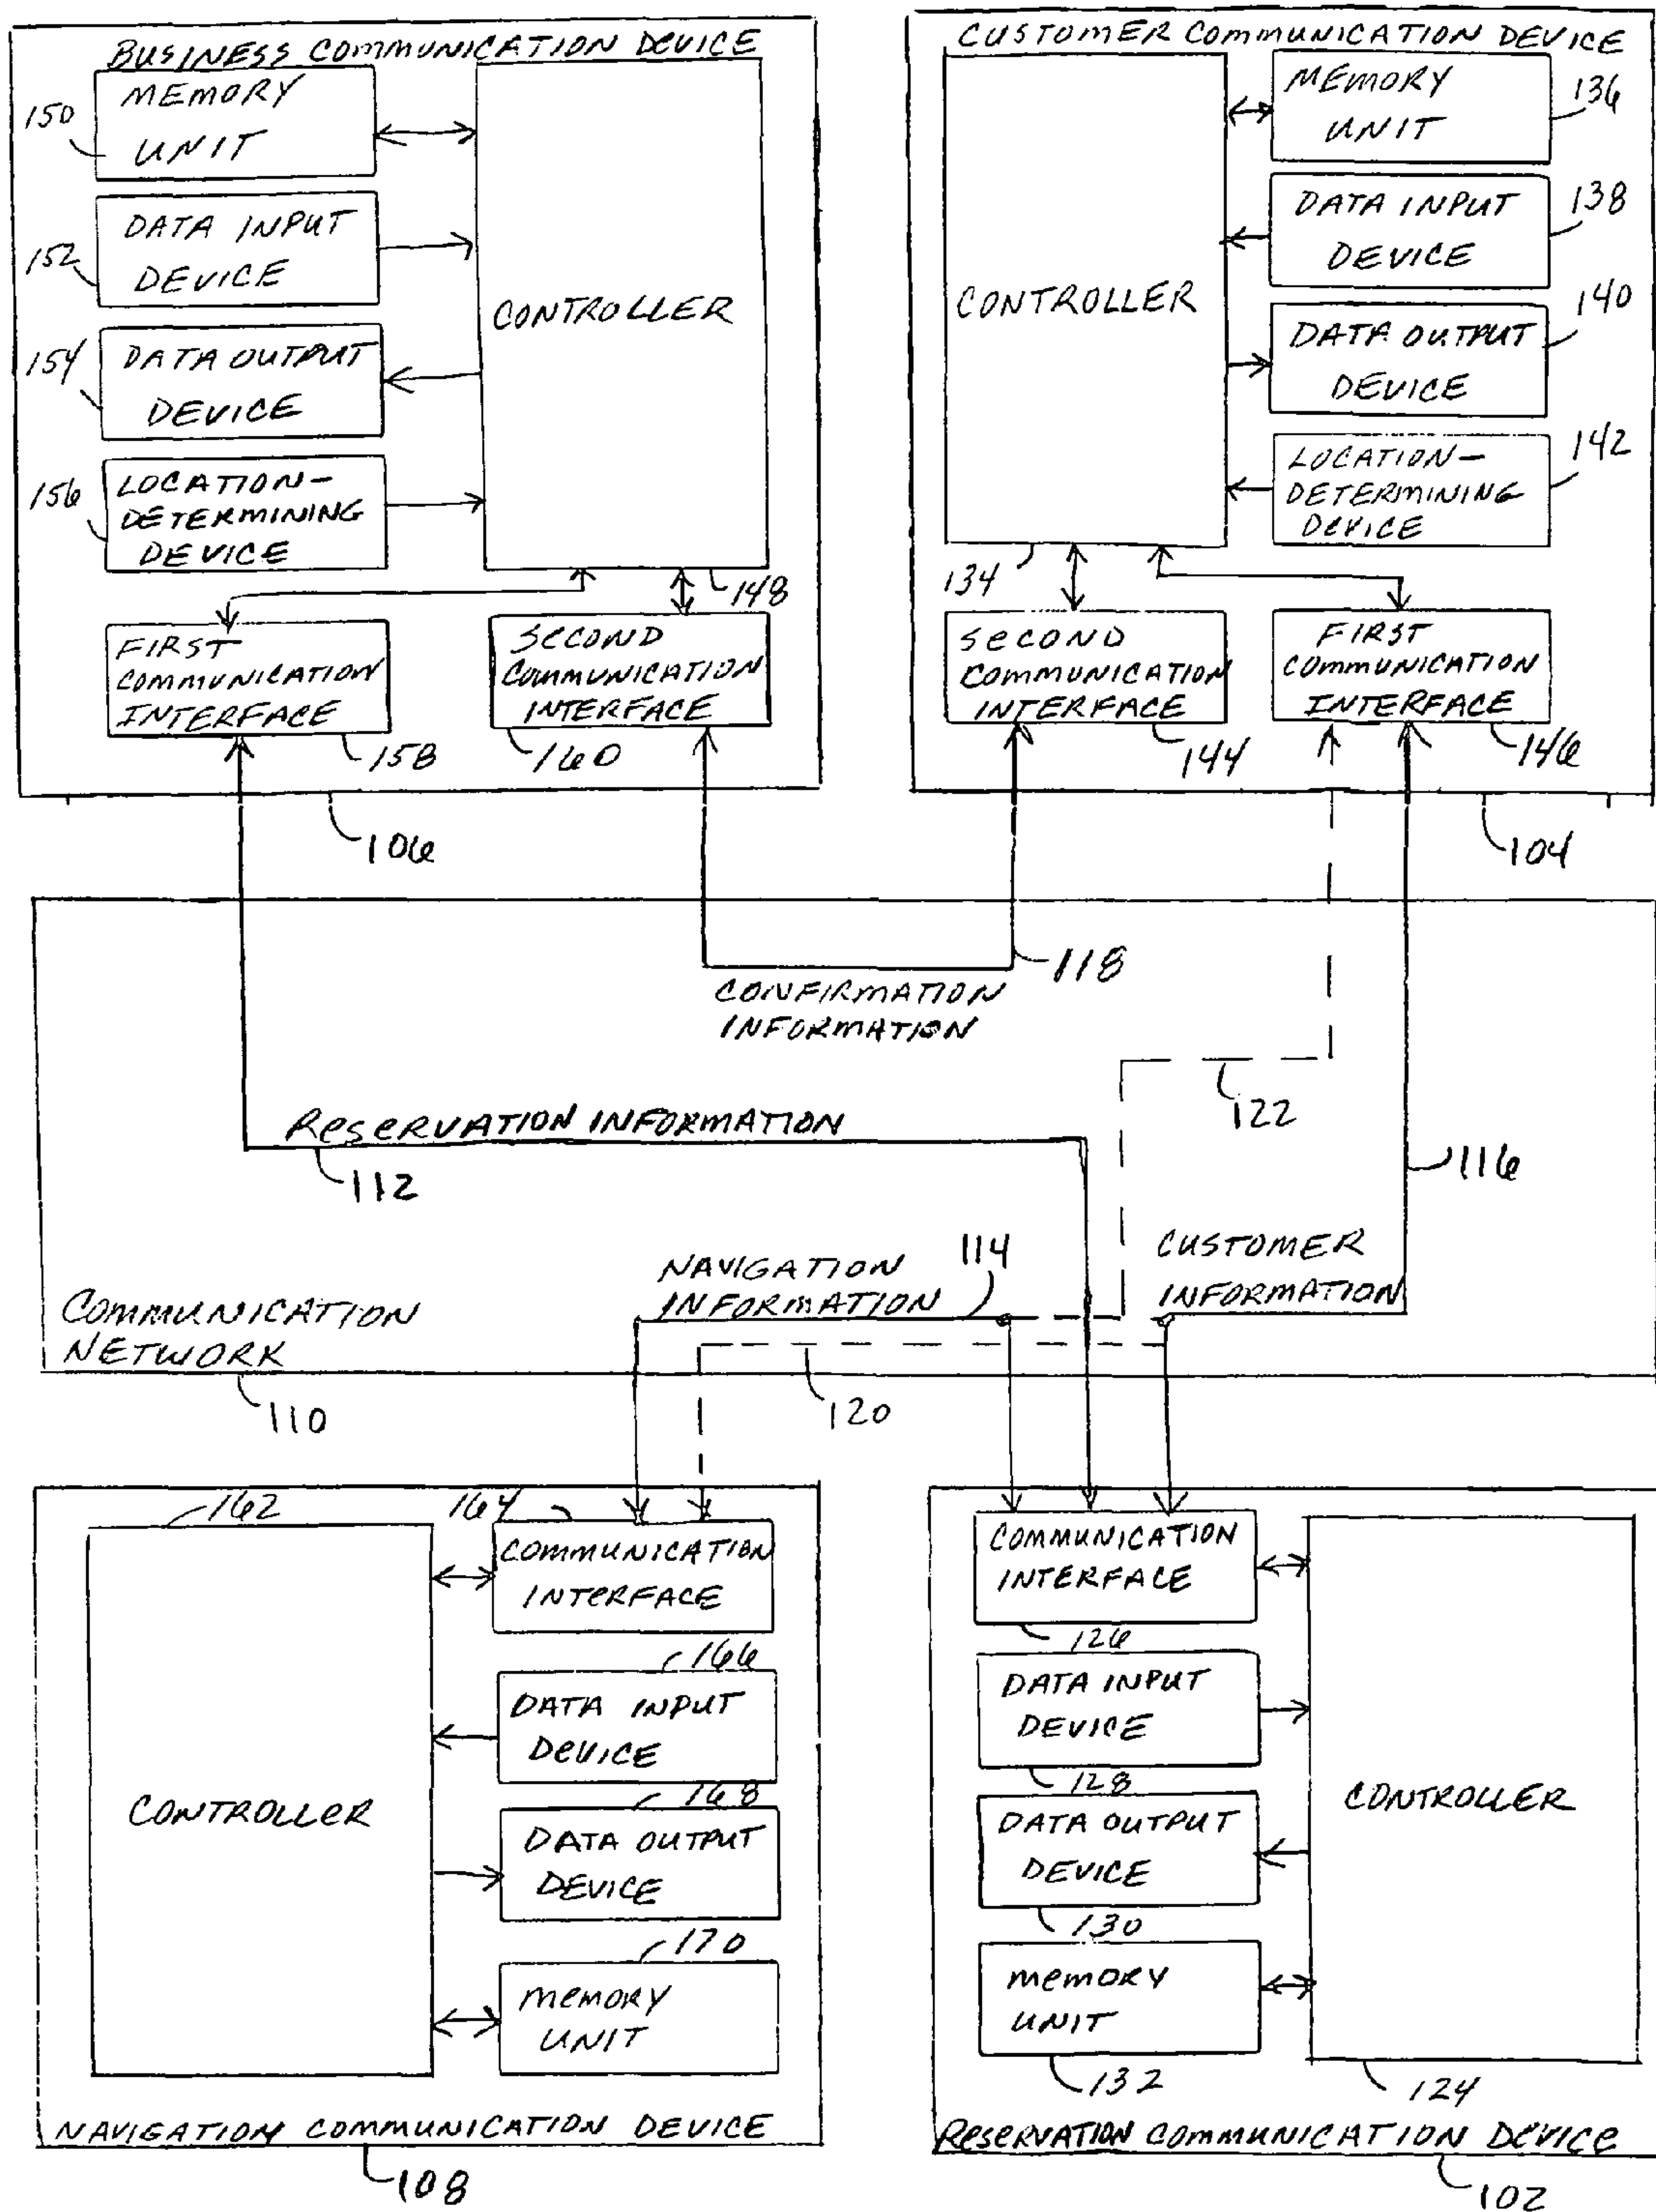 BUSINESS COMMUNICATION DEVICE
MEMORY
UNIT
150
DATA INPUT
DEVICE
152
CONTROLLER
DATA OUTPUT
DEVICE
154
LOCATION-
DETERMINING
DEVICE
156
148
FIRST
COMMUNICATION
INTERFACE
158
SECOND
COMMUNICATION
INTERFACE
160
106
CUSTOMER COMMUNICATION DEVICE
MEMORY
UNIT
136
DATA INPUT
DEVICE
138
CONTROLLER
DATA OUTPUT
DEVICE
140
LOCATION-
DETERMINING
DEVICE
142
134
SECOND
COMMUNICATION
INTERFACE
144
FIRST
COMMUNICATION
INTERFACE
146
104
118
CONFIRMATION
INFORMATION
122
RESERVATION INFORMATION
112
116
NAVIGATION
INFORMATION
114
CUSTOMER
INFORMATION
COMMUNICATION
NETWORK
110
120
162
164
COMMUNICATION
INTERFACE
166
DATA INPUT
DEVICE
168
CONTROLLER
DATA OUTPUT
DEVICE
170
MEMORY
UNIT
NAVIGATION COMMUNICATION DEVICE
108
COMMUNICATION
INTERFACE
126
DATA INPUT
DEVICE
128
CONTROLLER
DATA OUTPUT
DEVICE
130
MEMORY
UNIT
132
124
RESERVATION COMMUNICATION DEVICE
102